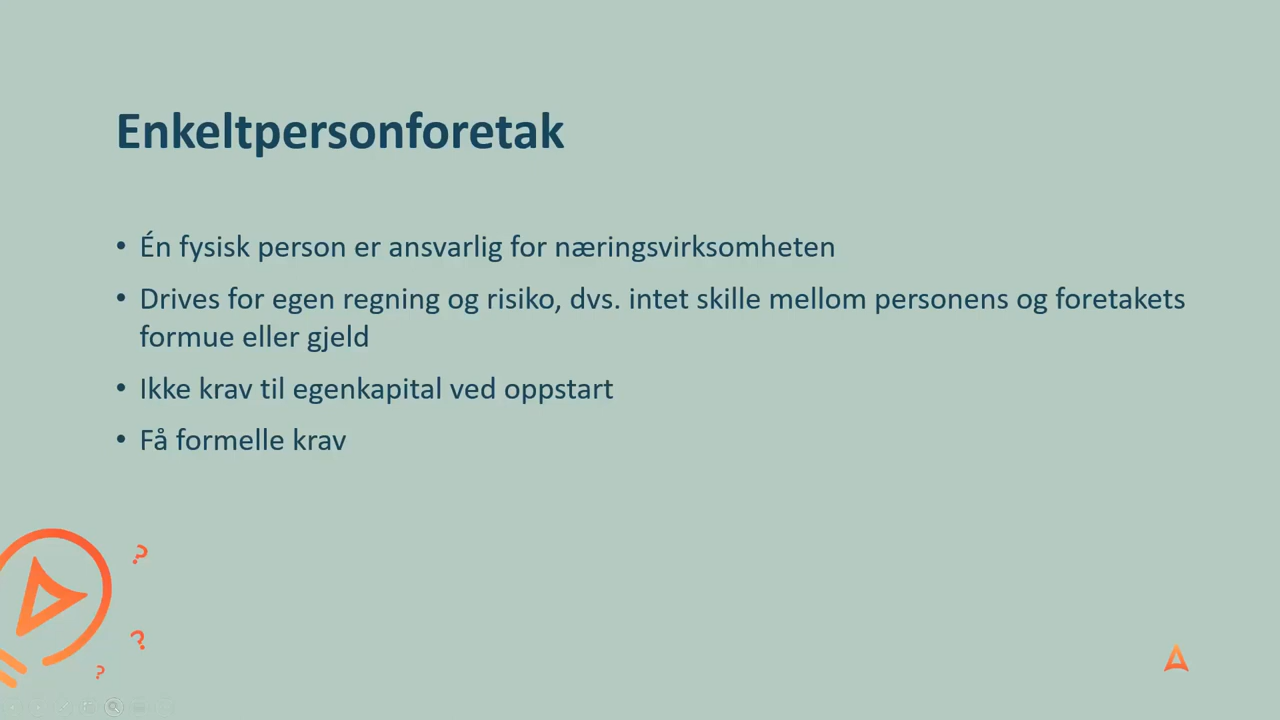 Enkeltpersonforetak
• Én fysisk person er ansvarlig for næringsvirksomheten
• Drives for egen regning og risiko, dvs. intet skille mellom personens og foretakets
formue eller gjeld
• Ikke krav til egenkapital ved oppstart
• Få formelle krav
?
?
?